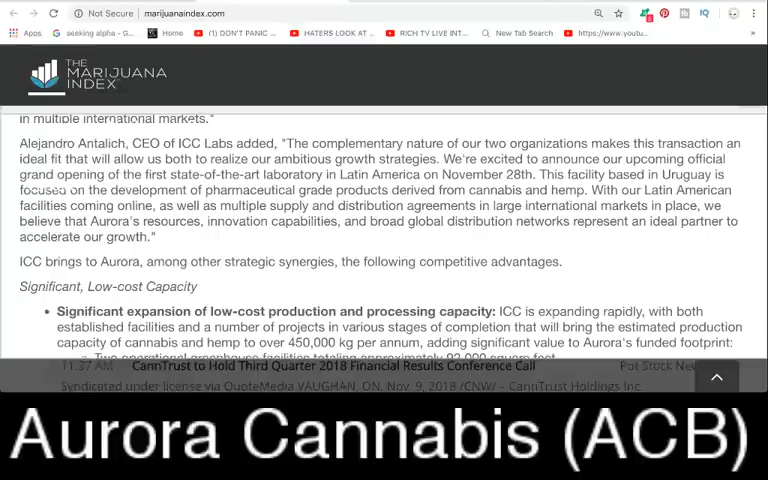 Not Secure | marijuanaindex.com
Apps seeking alpha - G... Home (1) DON'T PANIC ... HATERS LOOK AT ... RICH TV LIVE INT... New Tab Search https://www.youtu... »
THE
MARIJUANA
INDEX
in multiple international markets."
Alejandro Antalich, CEO of ICC Labs added, "The complementary nature of our two organizations makes this transaction an
ideal fit that will allow us both to realize our ambitious growth strategies. We're excited to announce our upcoming official
grand opening of the first state-of-the-art laboratory in Latin America on November 28th. This facility based in Uruguay is
focused on the development of pharmaceutical grade products derived from cannabis and hemp. With our Latin American
facilities coming online, as well as multiple supply and distribution agreements in large international markets in place, we
believe that Aurora's resources, innovation capabilities, and broad global distribution networks represent an ideal partner to
accelerate our growth."
ICC brings to Aurora, among other strategic synergies, the following competitive advantages.
Significant, Low-cost Capacity
• Significant expansion of low-cost production and processing capacity: ICC is expanding rapidly, with both
established facilities and a number of projects in various stages of completion that will bring the estimated production
capacity of cannabis and hemp to over 450,000 kg per annum, adding significant value to Aurora's funded footprint:
Two operational greenhouse facilities totaling approximately 92,000 square feet
11:37 AM CannTrust to Hold Third Quarter 2018 Financial Results Conference Call Pot Stock New
Syndicated under license via QuoteMedia VAUGHAN, ON, Nov. 9, 2018 /CNW/ – CannTrust Holdings Inc.
Aurora Cannabis (ACB)